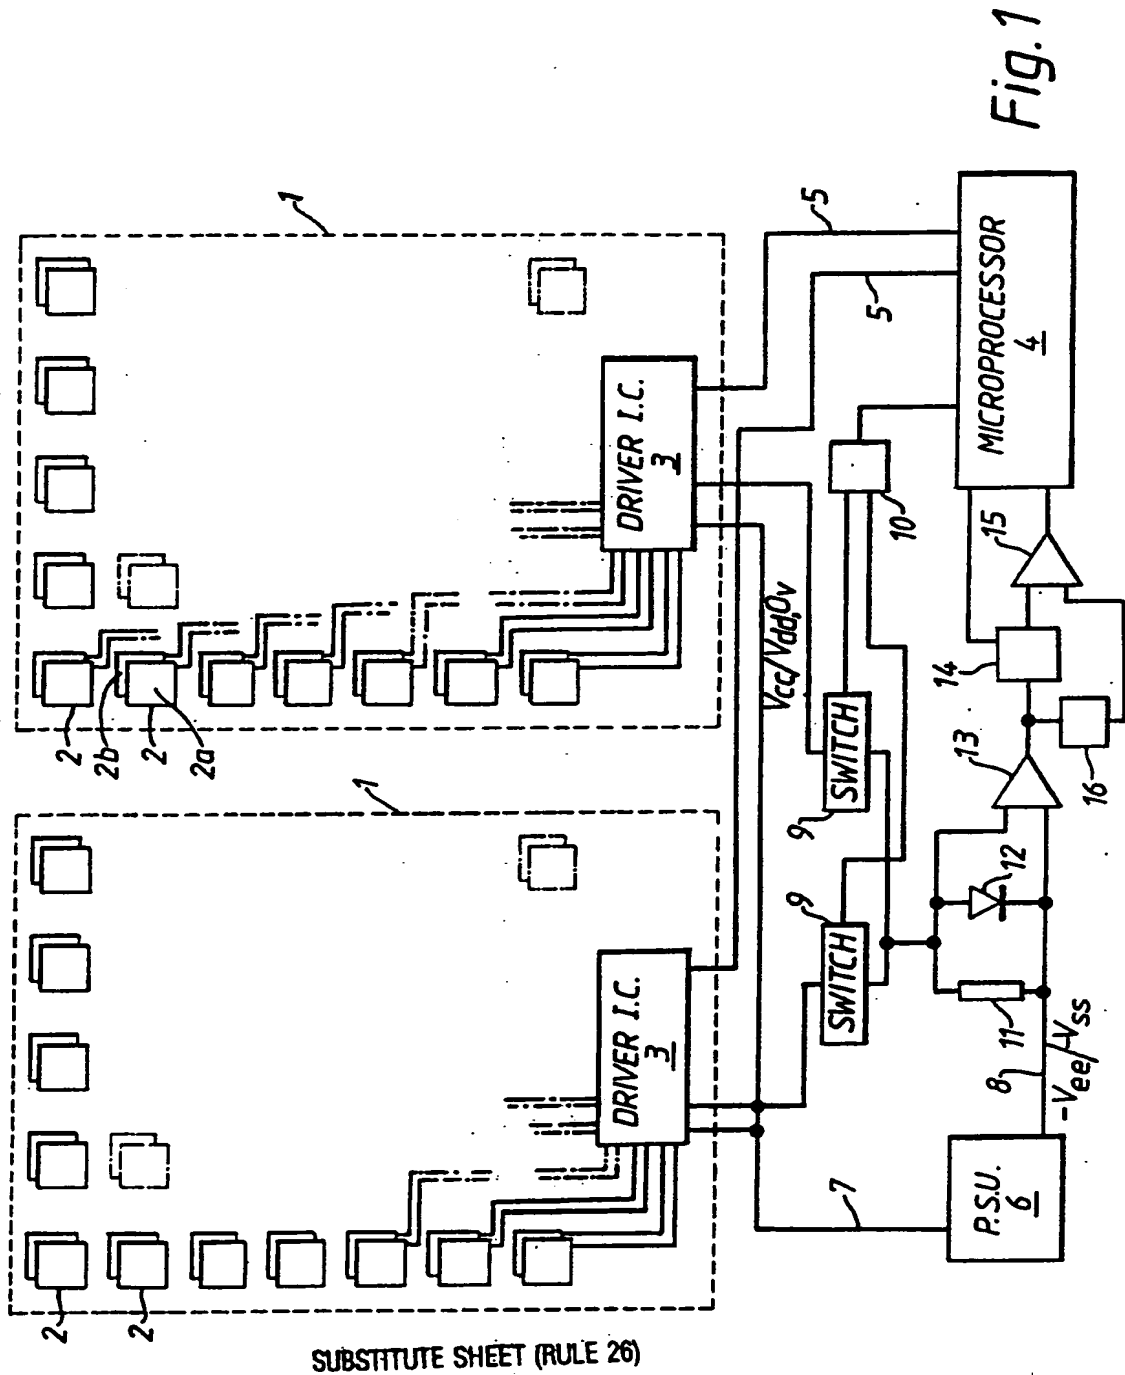 Fig. 1
1
1
2
2b
2
2a
2
2
DRIVER I.C.
3
DRIVER I.C.
3
5
5
Vcc/Vdd,0v
SWITCH
9
SWITCH
9
10
MICROPROCESSOR
4
15
14
13
16
12
11
8
-Vee/-Vss
7
P.S.U.
6
SUBSTITUTE SHEET (RULE 26)